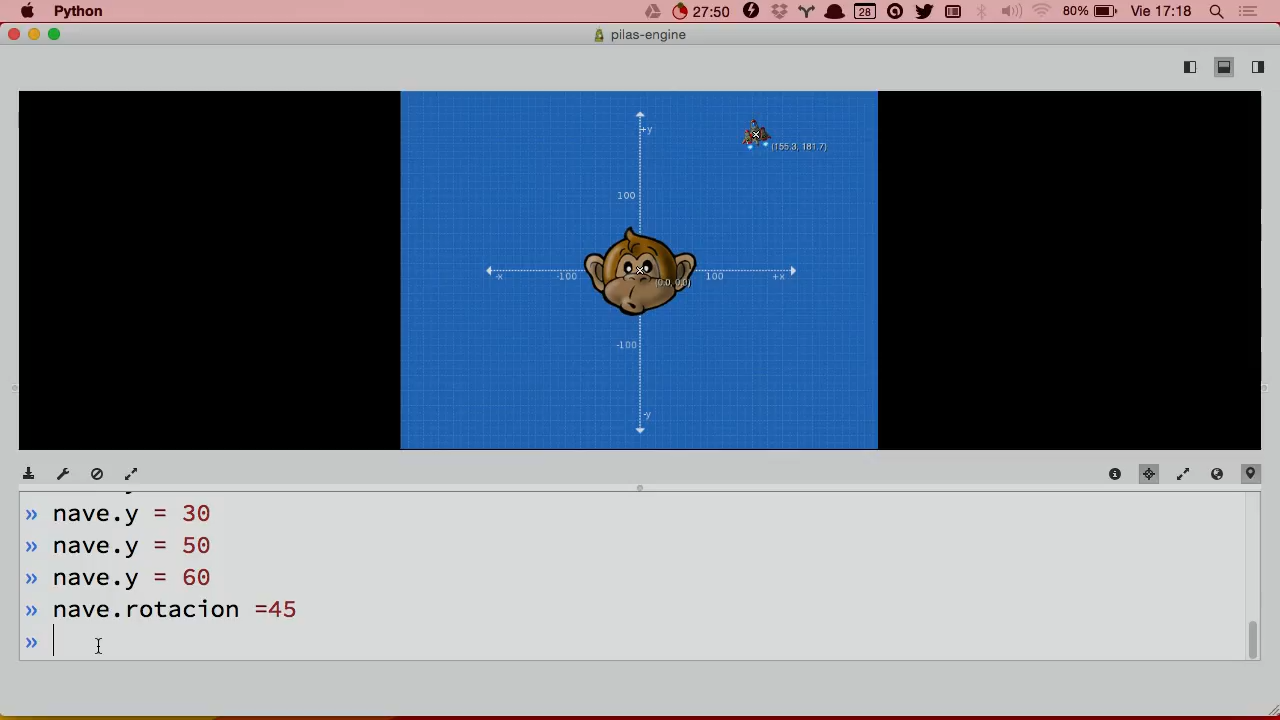 Python
27:50
28
80%
Vie 17:18
pilas-engine
+y
(155.3, 181.7)
100
-x
-100
100
+x
(0.0, 0.0)
-100
-y
» nave.y = 30
» nave.y = 50
» nave.y = 60
» nave.rotacion =45
»